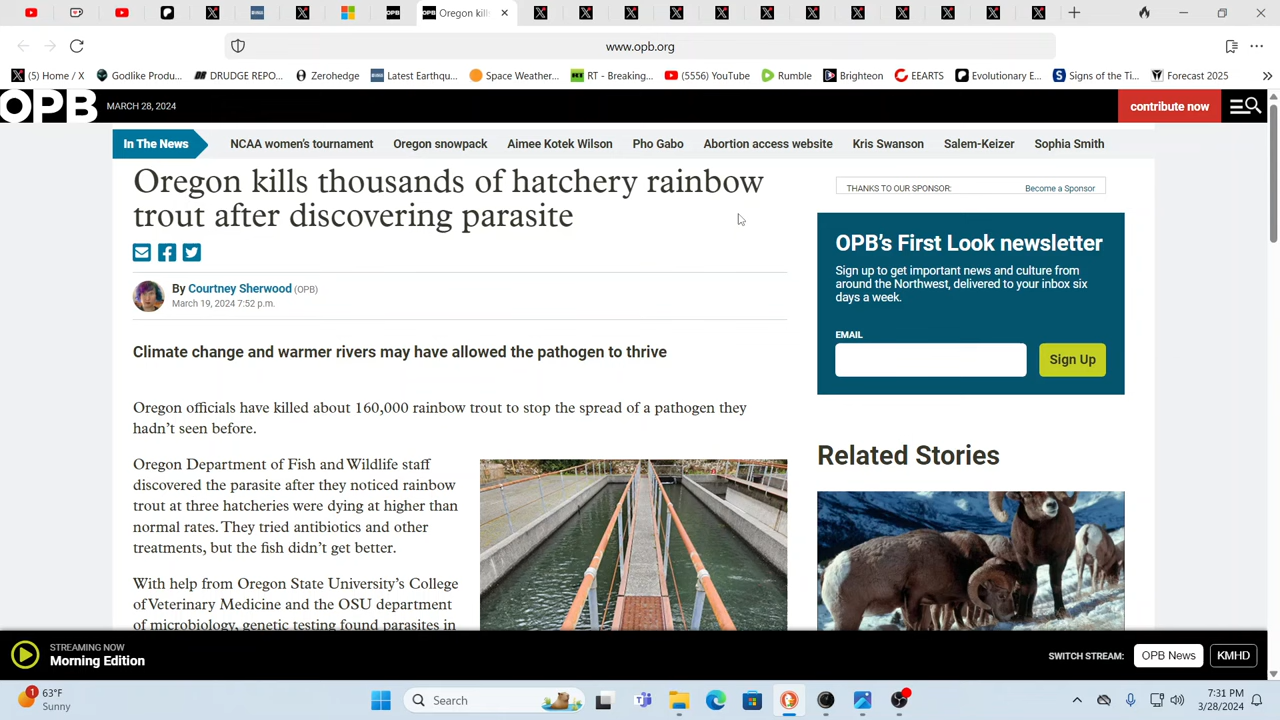 Oregon kill
www.opb.org
(5) Home / X
Godlike Produ...
DRUDGE REPO...
Zerohedge
Latest Earthqu...
Space Weather...
RT - Breaking...
(5556) YouTube
Rumble
Brighteon
EEARTS
Evolutionary E...
Signs of the Ti...
Forecast 2025
OPB
MARCH 28, 2024
contribute now
In The News
NCAA women's tournament
Oregon snowpack
Aimee Kotek Wilson
Pho Gabo
Abortion access website
Kris Swanson
Salem-Keizer
Sophia Smith
Oregon kills thousands of hatchery rainbow
trout after discovering parasite
By Courtney Sherwood (OPB)
March 19, 2024 7:52 p.m.
Climate change and warmer rivers may have allowed the pathogen to thrive
Oregon officials have killed about 160,000 rainbow trout to stop the spread of a pathogen they
hadn't seen before.
Oregon Department of Fish and Wildlife staff
discovered the parasite after they noticed rainbow
trout at three hatcheries were dying at higher than
normal rates. They tried antibiotics and other
treatments, but the fish didn't get better.
With help from Oregon State University's College
of Veterinary Medicine and the OSU department
of microbiology, genetic testing found parasites in
THANKS TO OUR SPONSOR:
Become a Sponsor
OPB's First Look newsletter
Sign up to get important news and culture from
around the Northwest, delivered to your inbox six
days a week.
EMAIL
Sign Up
Related Stories
STREAMING NOW
Morning Edition
SWITCH STREAM:
OPB News
KMHD
1
63°F
Sunny
Search
7:31 PM
3/28/2024